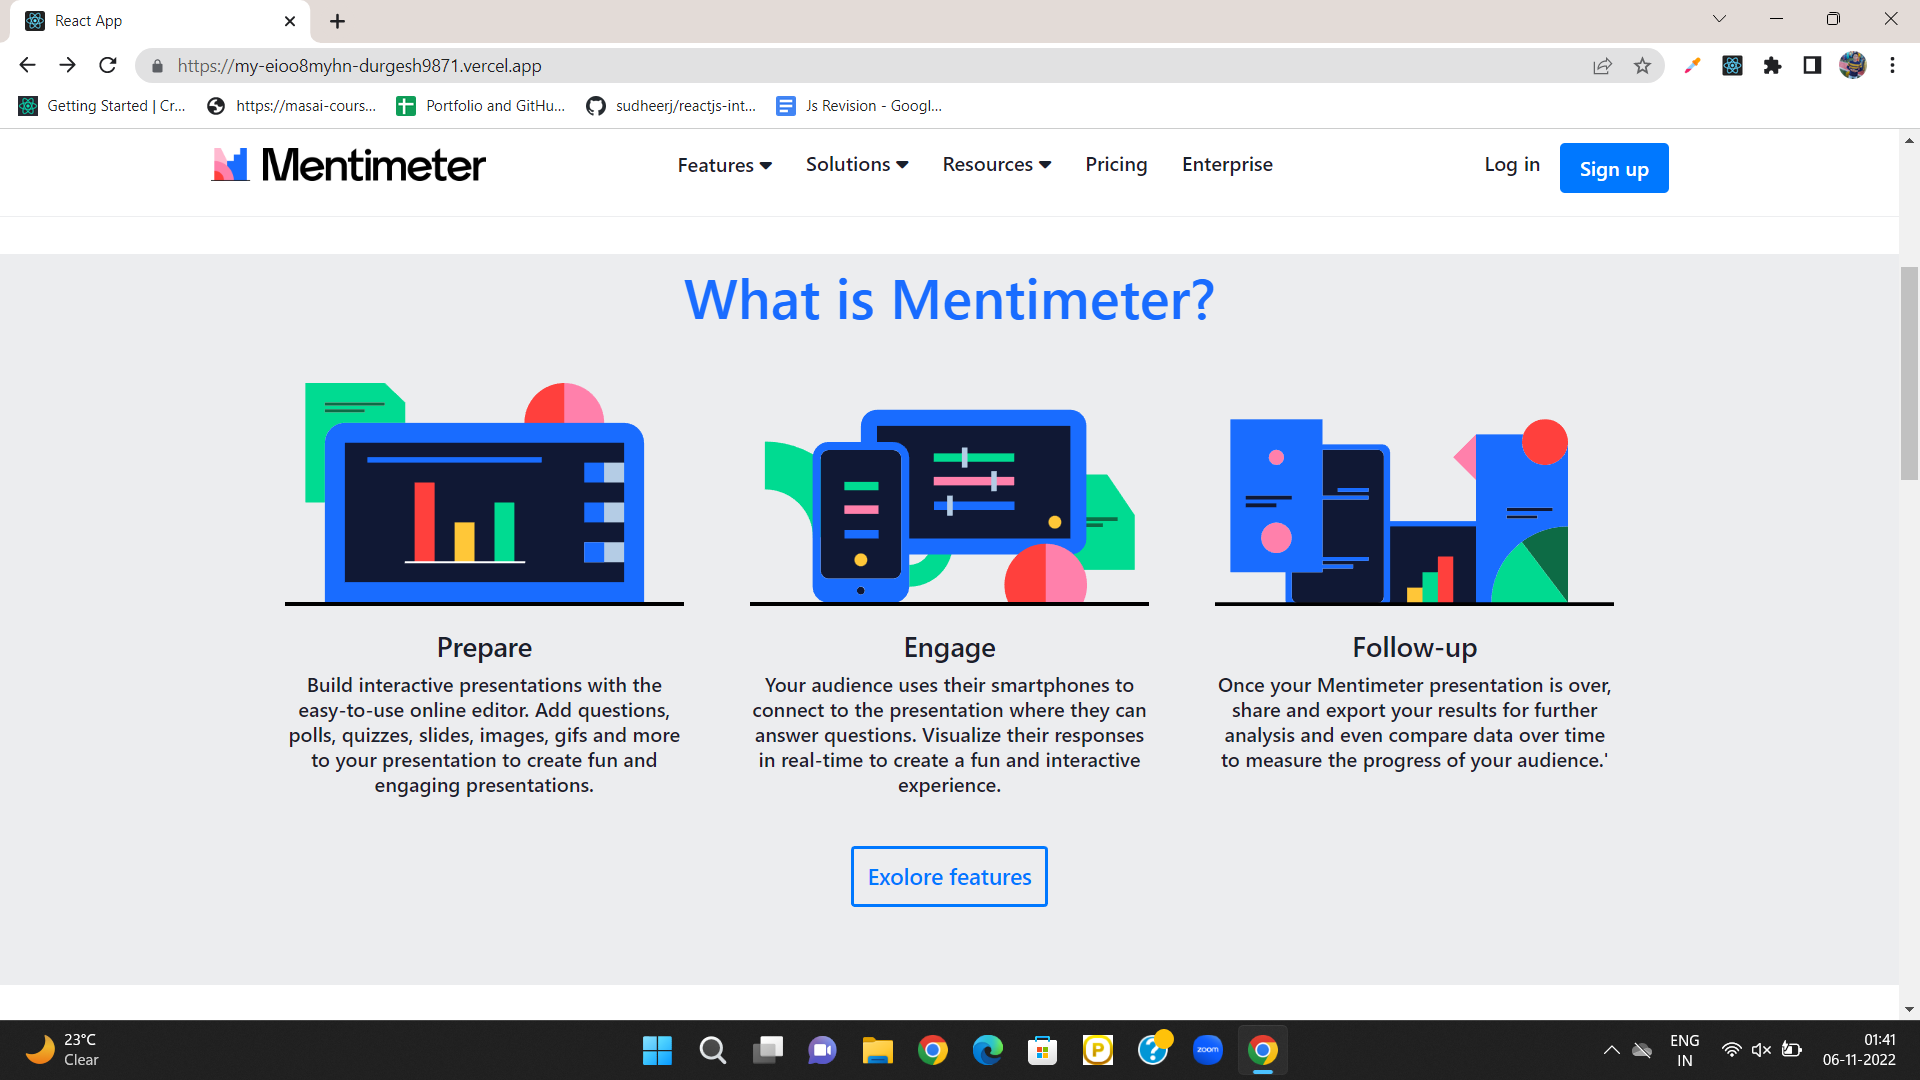 React App
https://my-eioo8myhn-durgesh9871.vercel.app
Getting Started | Cr...
https://masai-cours...
Portfolio and GitHu...
sudheerj/reactjs-int...
Js Revision - Googl...
Mentimeter
Features
Solutions
Resources
Pricing
Enterprise
Log in
Sign up
What is Mentimeter?
Prepare
Build interactive presentations with the
easy-to-use online editor. Add questions,
polls, quizzes, slides, images, gifs and more
to your presentation to create fun and
engaging presentations.
Engage
Your audience uses their smartphones to
connect to the presentation where they can
answer questions. Visualize their responses
in real-time to create a fun and interactive
experience.
Follow-up
Once your Mentimeter presentation is over,
share and export your results for further
analysis and even compare data over time
to measure the progress of your audience.'
Exolore features
23°C
Clear
P
?
zoom
ENG
IN
01:41
06-11-2022